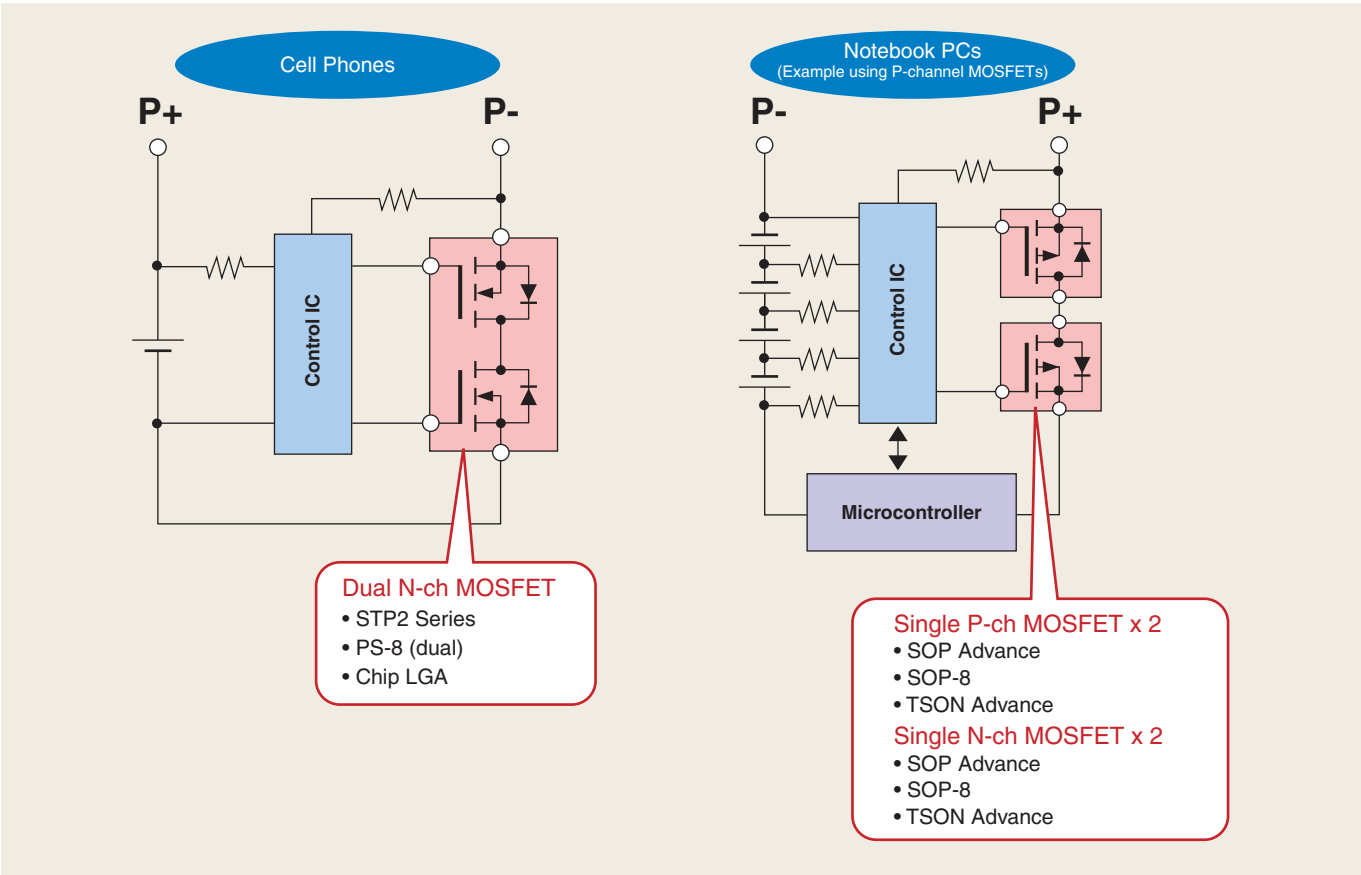 Cell Phones
P+
P-
Control IC
Dual N-ch MOSFET
• STP2 Series
• PS-8 (dual)
• Chip LGA
Notebook PCs
(Example using P-channel MOSFETs)
P-
P+
Control IC
Microcontroller
Single P-ch MOSFET x 2
• SOP Advance
• SOP-8
• TSON Advance
Single N-ch MOSFET x 2
• SOP Advance
• SOP-8
• TSON Advance